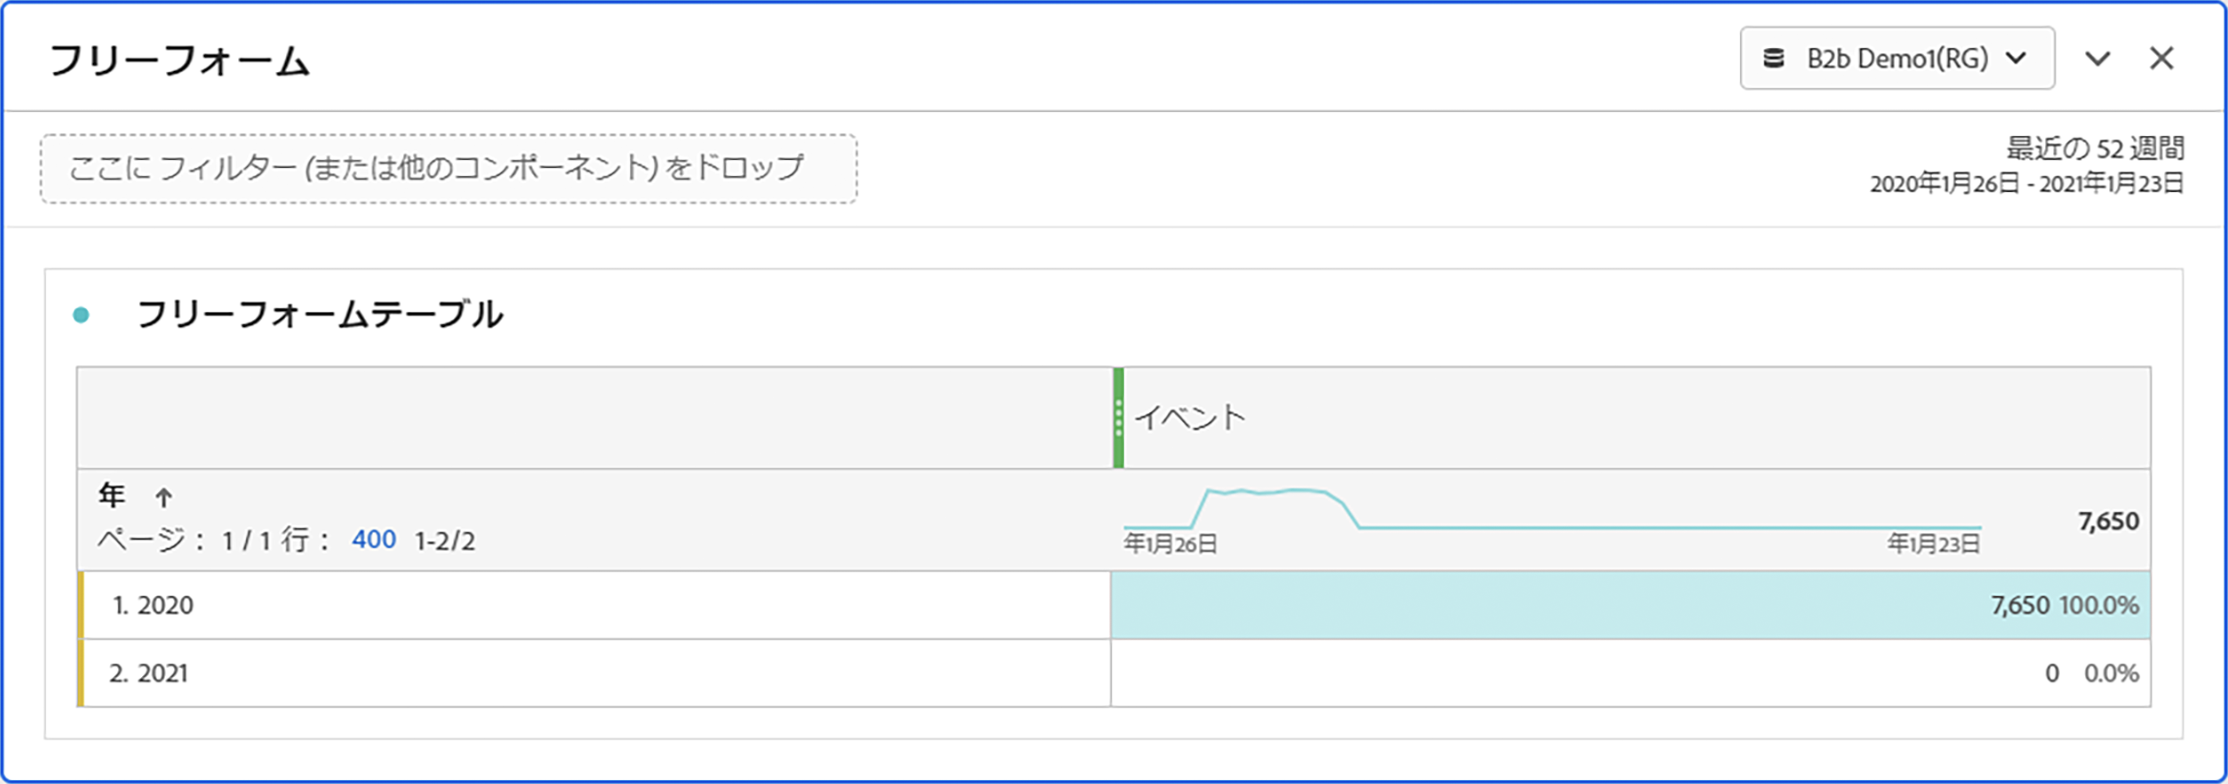 フリーフォーム
B2b Demo1(RG)
ここに フィルター (または他のコンポーネント) をドロップ
最近の 52 週間
2020年1月26日 - 2021年1月23日
フリーフォームテーブル
イベント
年 ↑
ページ： 1 / 1 行： 400 1-2/2
年1月26日
年1月23日
7,650
1. 2020
7,650 100.0%
2. 2021
0 0.0%